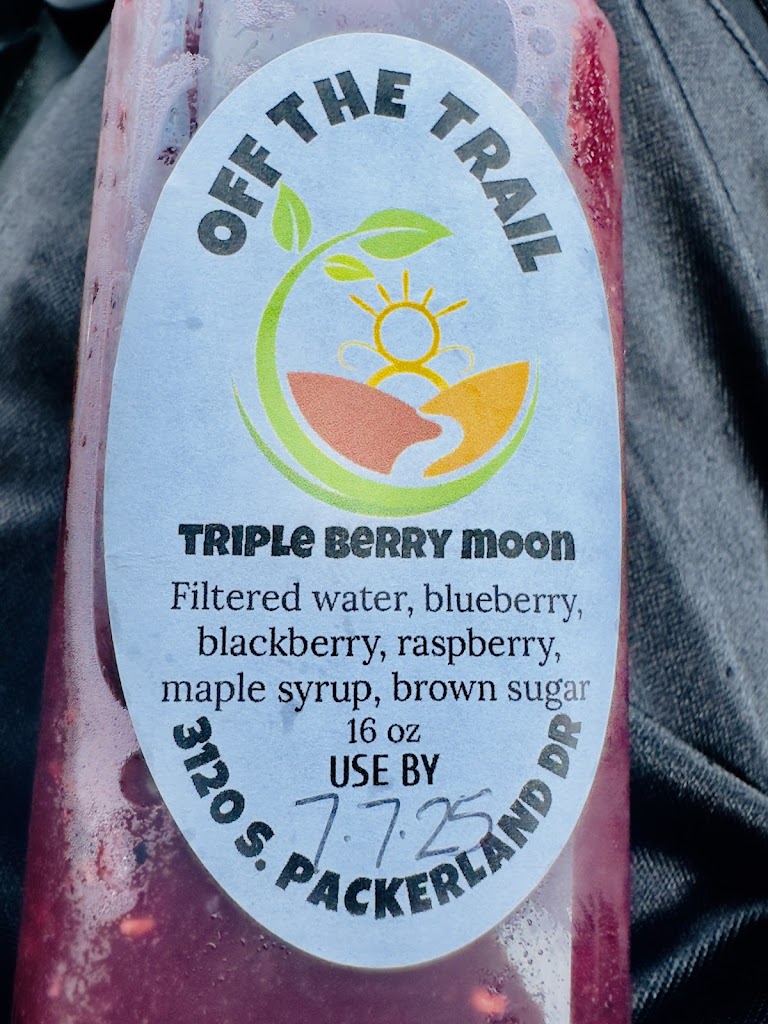 OFF THE TRAIL
TRIPLE BERRY MOON
Filtered water, blueberry,
blackberry, raspberry,
maple syrup, brown sugar
16 oz
USE BY
7.7.25
3120 S. PACKERLAND DR